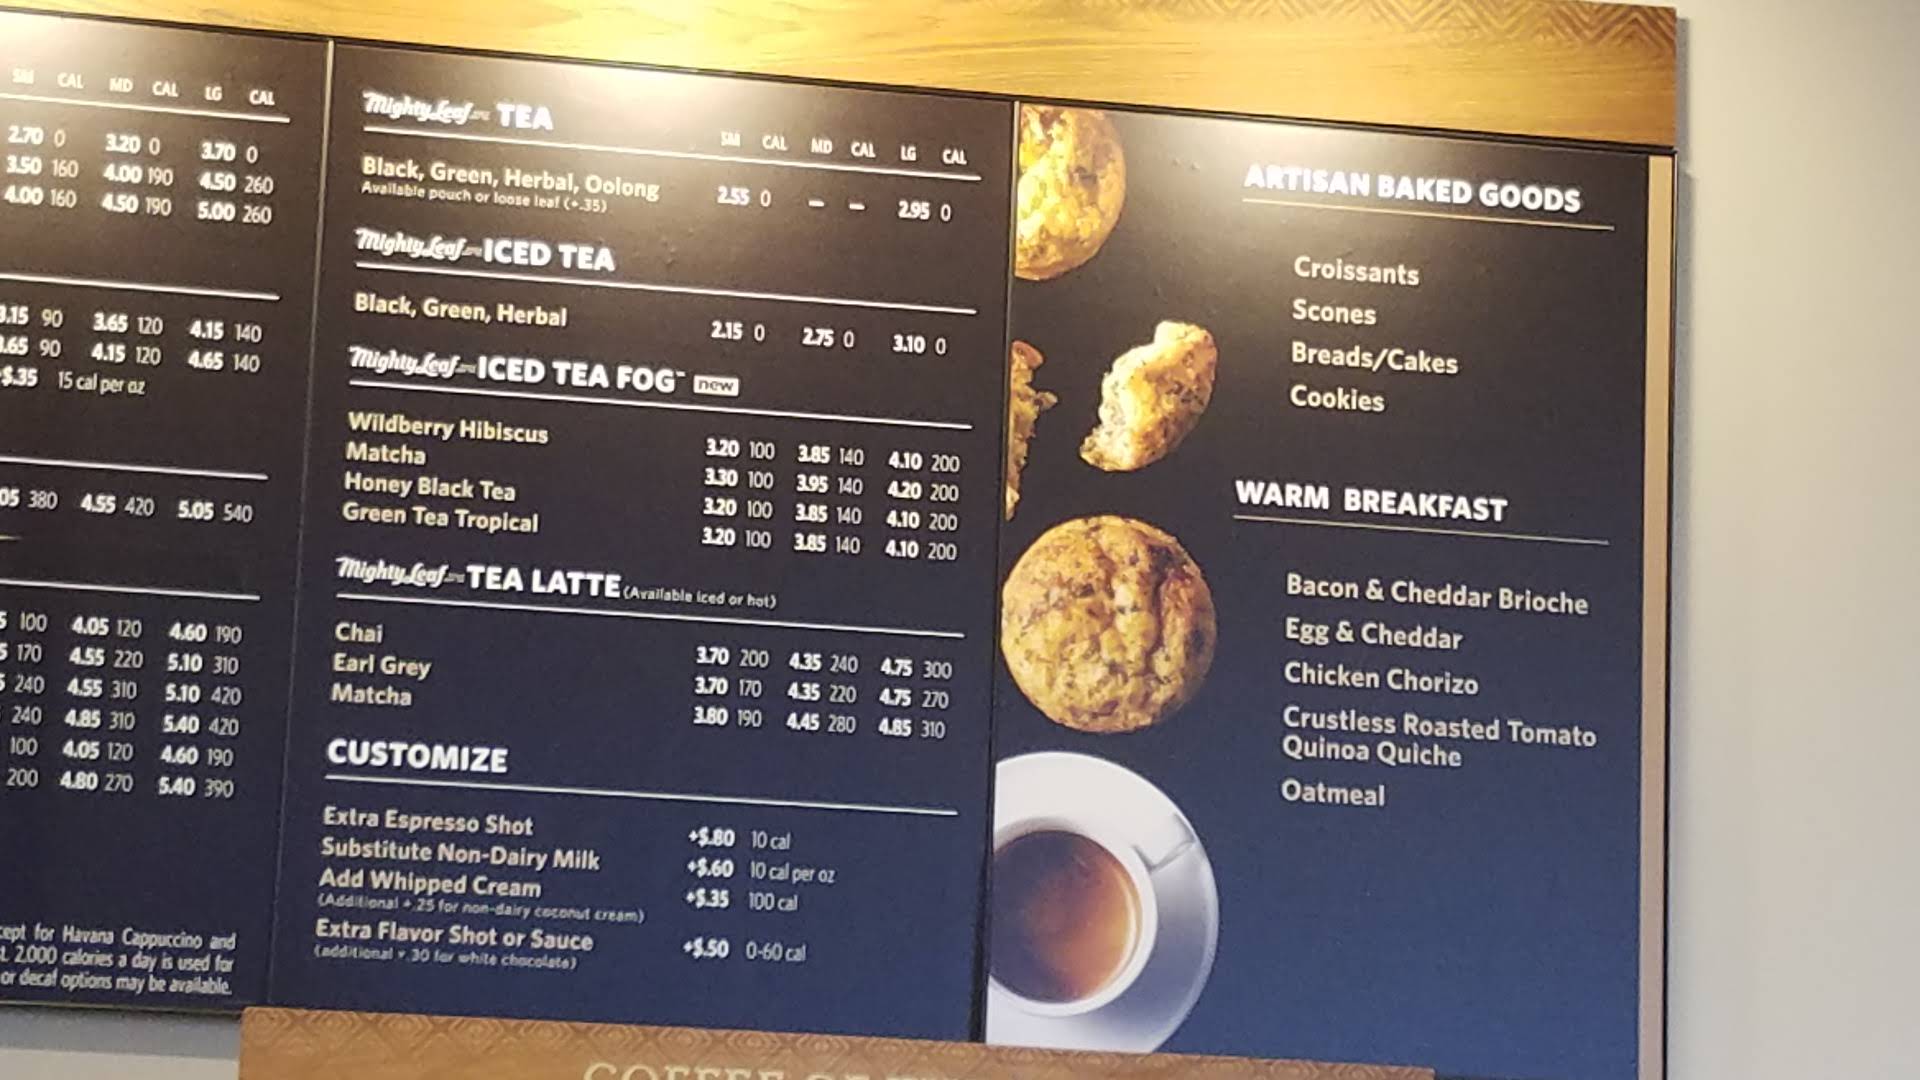 SM CAL MD CAL LG CAL
2.70 0 3.20 0 3.70 0
3.50 160 4.00 190 4.50 260
4.00 160 4.50 190 5.00 260
3.15 90 3.65 120 4.15 140
.65 90 4.15 120 4.65 140
$.35 15 cal per oz
05 380 4.55 420 5.05 540
100 4.05 120 4.60 190
170 4.55 220 5.10 310
240 4.55 310 5.10 420
240 4.85 310 5.40 420
100 4.05 120 4.60 190
200 4.80 270 5.40 390
cept for Havana Cappuccino and
2,000 calories a day is used for
or decaf options may be available.
Mighty Leaf TEA
SM CAL MD CAL LG CAL
Black, Green, Herbal, Oolong 2.55 0 – – 2.95 0
Available pouch or loose leaf (+.35)
Mighty Leaf ICED TEA
Black, Green, Herbal 2.15 0 2.75 0 3.10 0
Mighty Leaf ICED TEA FOG™ new
Wildberry Hibiscus 3.20 100 3.85 140 4.10 200
Matcha 3.30 100 3.95 140 4.20 200
Honey Black Tea 3.20 100 3.85 140 4.10 200
Green Tea Tropical 3.20 100 3.85 140 4.10 200
Mighty Leaf TEA LATTE (Available iced or hot)
Chai 3.70 200 4.35 240 4.75 300
Earl Grey 3.70 170 4.35 220 4.75 270
Matcha 3.80 190 4.45 280 4.85 310
CUSTOMIZE
Extra Espresso Shot +$.80 10 cal
Substitute Non-Dairy Milk +$.60 10 cal per oz
Add Whipped Cream +$.35 100 cal
(Additional +.25 for non-dairy coconut cream)
Extra Flavor Shot or Sauce +$.50 0-60 cal
(additional +.30 for white chocolate)
ARTISAN BAKED GOODS
Croissants
Scones
Breads/Cakes
Cookies
WARM BREAKFAST
Bacon & Cheddar Brioche
Egg & Cheddar
Chicken Chorizo
Crustless Roasted Tomato
Quinoa Quiche
Oatmeal
COFFEE